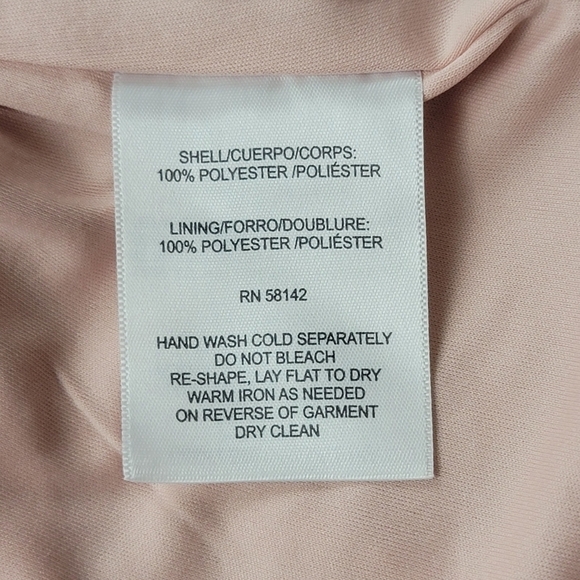 SHELL/CUERPO/CORPS:
100% POLYESTER /POLIÉSTER
LINING/FORRO/DOUBLURE:
100% POLYESTER /POLIÉSTER
RN 58142
HAND WASH COLD SEPARATELY
DO NOT BLEACH
RE-SHAPE, LAY FLAT TO DRY
WARM IRON AS NEEDED
ON REVERSE OF GARMENT
DRY CLEAN